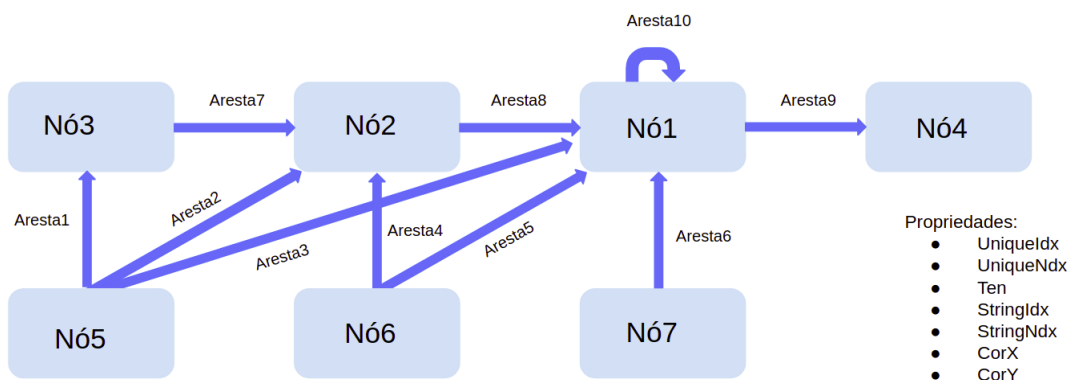 Aresta10
Aresta7
Aresta8
Aresta9
Nó3
Nó2
Nó1
Nó4
Aresta1
Aresta2
Aresta3
Aresta4
Aresta5
Aresta6
Nó5
Nó6
Nó7
Propriedades:
● UniqueIdx
● UniqueNdx
● Ten
● StringIdx
● StringNdx
● CorX
● CorY